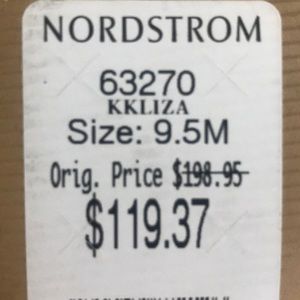 NORDSTROM
63270
KKLIZA
Size: 9.5M
Orig. Price $198.95
$119.37